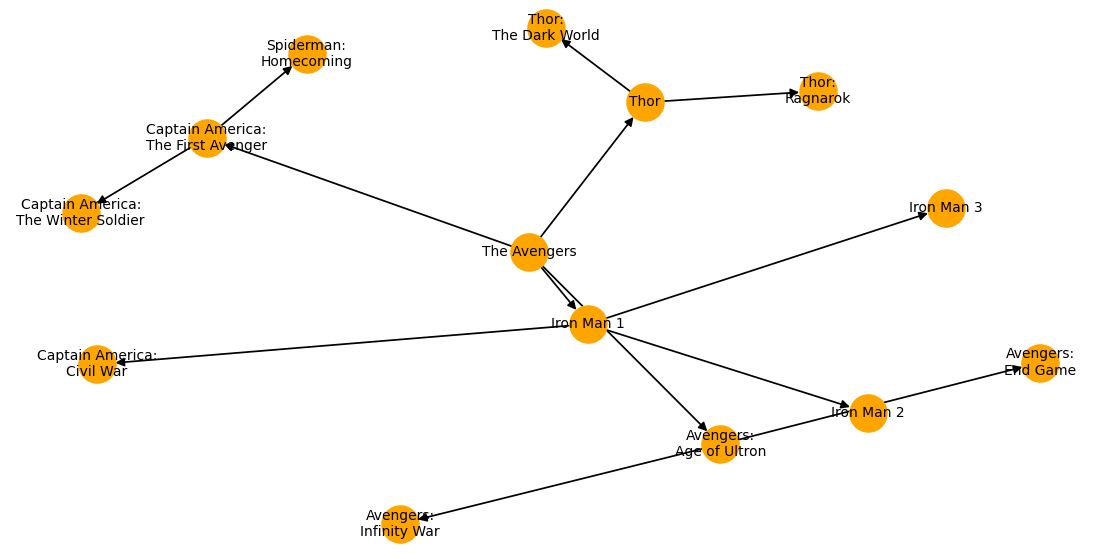 Thor:
The Dark World
Spiderman:
Homecoming
Thor:
Ragnarok
Thor
Captain America:
The First Avenger
Captain America:
The Winter Soldier
Iron Man 3
The Avengers
Iron Man 1
Captain America:
Civil War
Avengers:
End Game
Iron Man 2
Avengers:
Age of Ultron
Avengers:
Infinity War